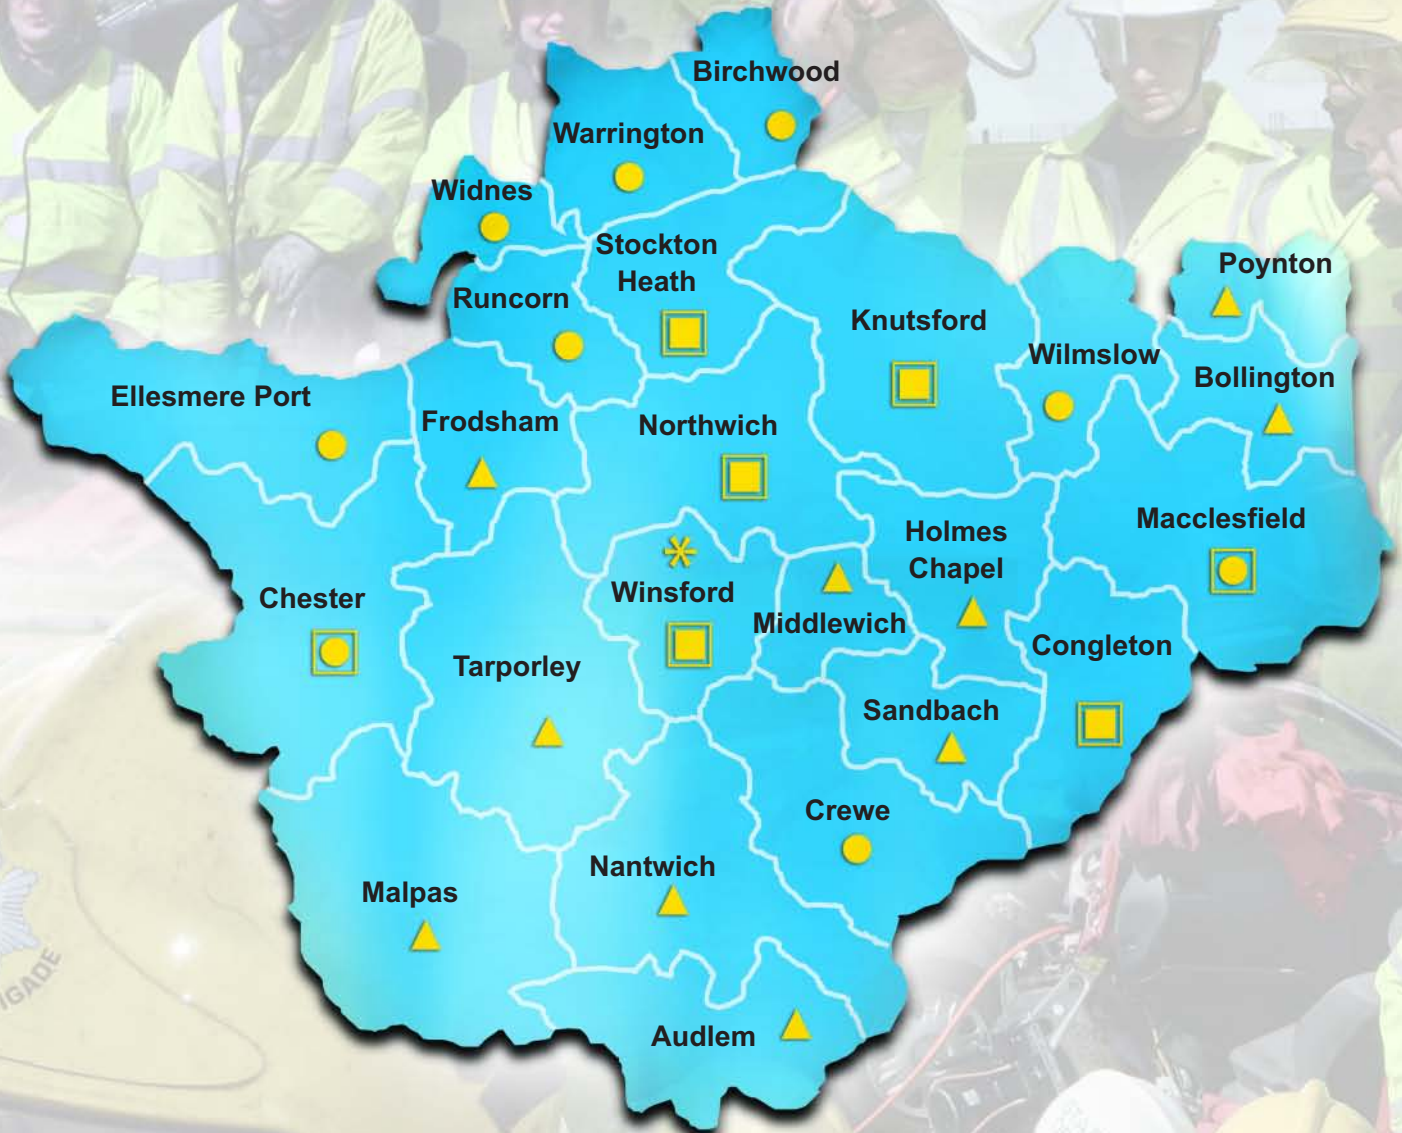 Birchwood
Warrington
Widnes
Stockton
Heath
Poynton
Runcorn
Knutsford
Wilmslow
Bollington
Ellesmere Port
Frodsham
Northwich
Macclesfield
Holmes
Chapel
Chester
Winsford
Middlewich
Congleton
Tarporley
Sandbach
Crewe
Nantwich
Malpas
Audlem
IGADE